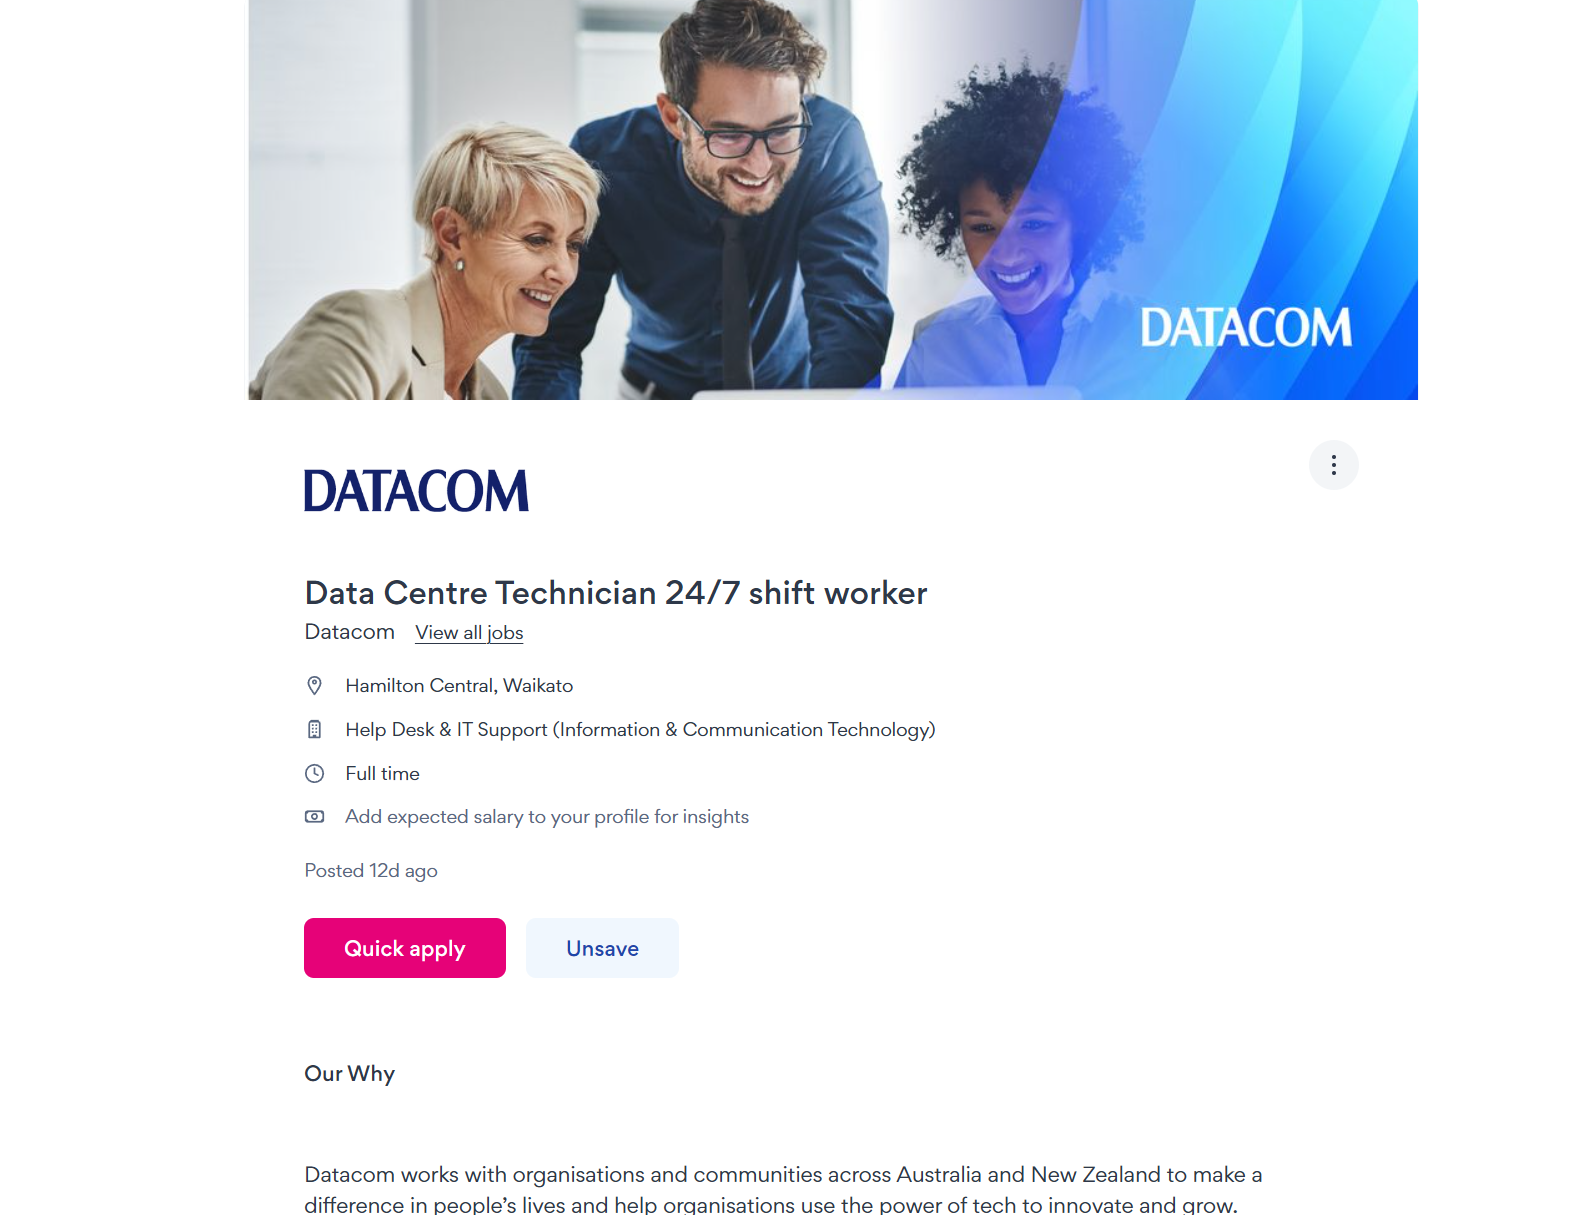 DATACOM
DATACOM
Data Centre Technician 24/7 shift worker
Datacom View all jobs
Hamilton Central, Waikato
Help Desk & IT Support (Information & Communication Technology)
Full time
Add expected salary to your profile for insights
Posted 12d ago
Quick apply Unsave
Our Why
Datacom works with organisations and communities across Australia and New Zealand to make a
difference in people’s lives and help organisations use the power of tech to innovate and grow.